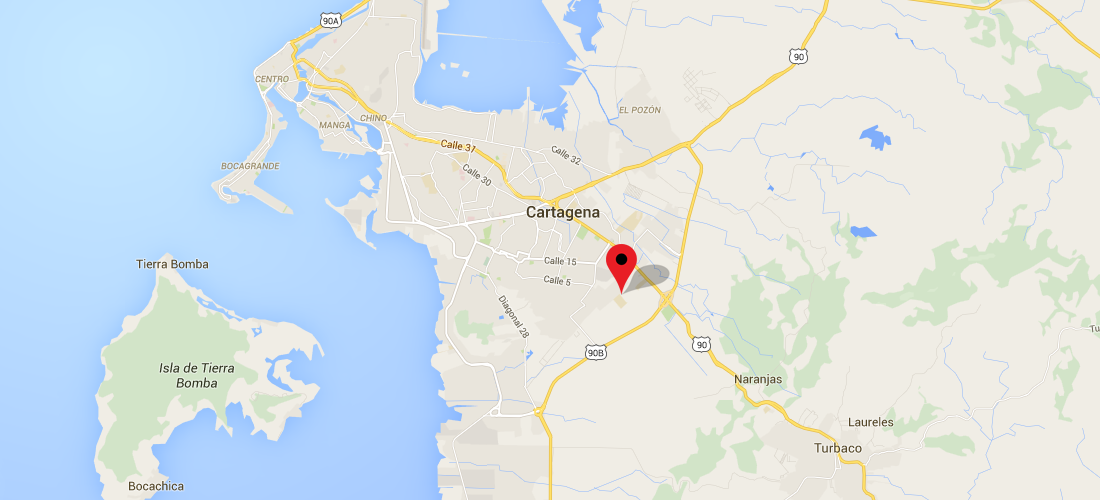 90A
90
CENTRO
EL POZÓN
MANGA
CHINO
Calle 37
Calle 32
BOCAGRANDE
Calle 30
Cartagena
Tierra Bomba
Calle 15
Calle 5
Diagonal 28
90
90B
Isla de Tierra
Bomba
Naranjas
Laureles
Turbaco
Bocachica